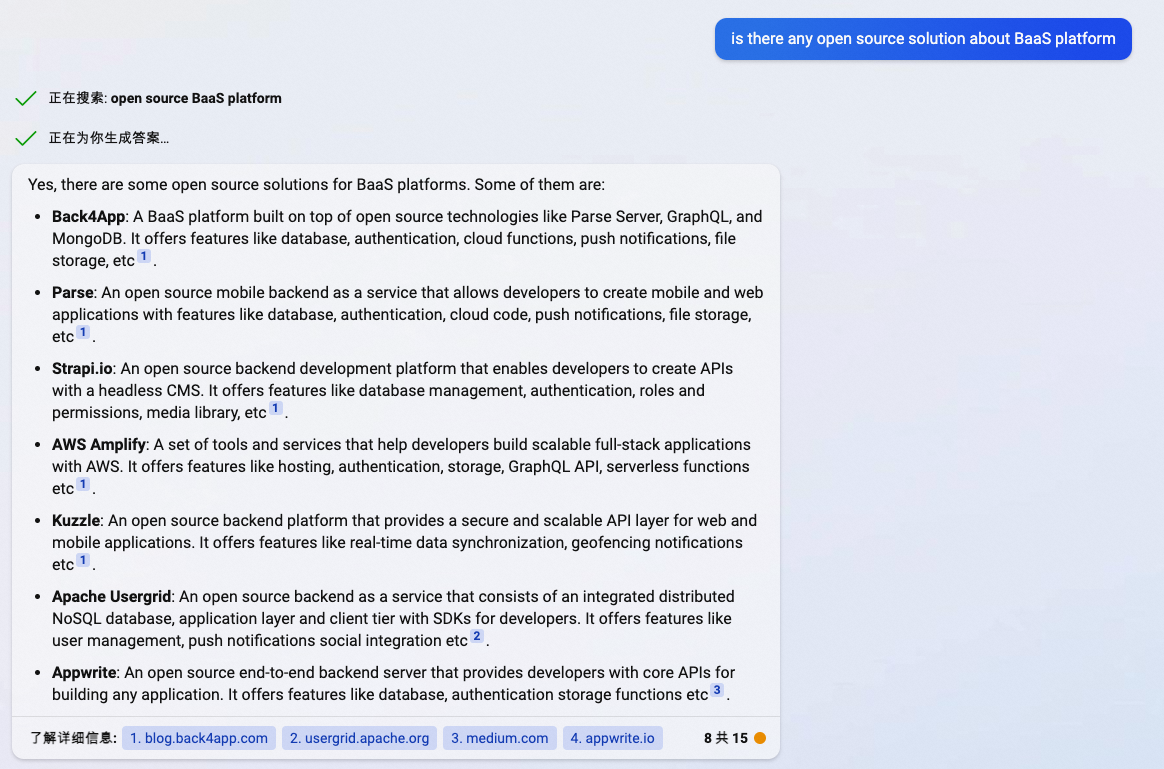 is there any open source solution about BaaS platform
正在搜索: open source BaaS platform
正在为你生成答案...
Yes, there are some open source solutions for BaaS platforms. Some of them are:
• Back4App: A BaaS platform built on top of open source technologies like Parse Server, GraphQL, and
MongoDB. It offers features like database, authentication, cloud functions, push notifications, file
storage, etc 1 .
• Parse: An open source mobile backend as a service that allows developers to create mobile and web
applications with features like database, authentication, cloud code, push notifications, file storage,
etc 1 .
• Strapi.io: An open source backend development platform that enables developers to create APIs
with a headless CMS. It offers features like database management, authentication, roles and
permissions, media library, etc 1 .
• AWS Amplify: A set of tools and services that help developers build scalable full-stack applications
with AWS. It offers features like hosting, authentication, storage, GraphQL API, serverless functions
etc 1 .
• Kuzzle: An open source backend platform that provides a secure and scalable API layer for web and
mobile applications. It offers features like real-time data synchronization, geofencing notifications
etc 1 .
• Apache Usergrid: An open source backend as a service that consists of an integrated distributed
NoSQL database, application layer and client tier with SDKs for developers. It offers features like
user management, push notifications social integration etc 2 .
• Appwrite: An open source end-to-end backend server that provides developers with core APIs for
building any application. It offers features like database, authentication storage functions etc 3 .
了解详细信息: 1. blog.back4app.com 2. usergrid.apache.org 3. medium.com 4. appwrite.io 8 共 15